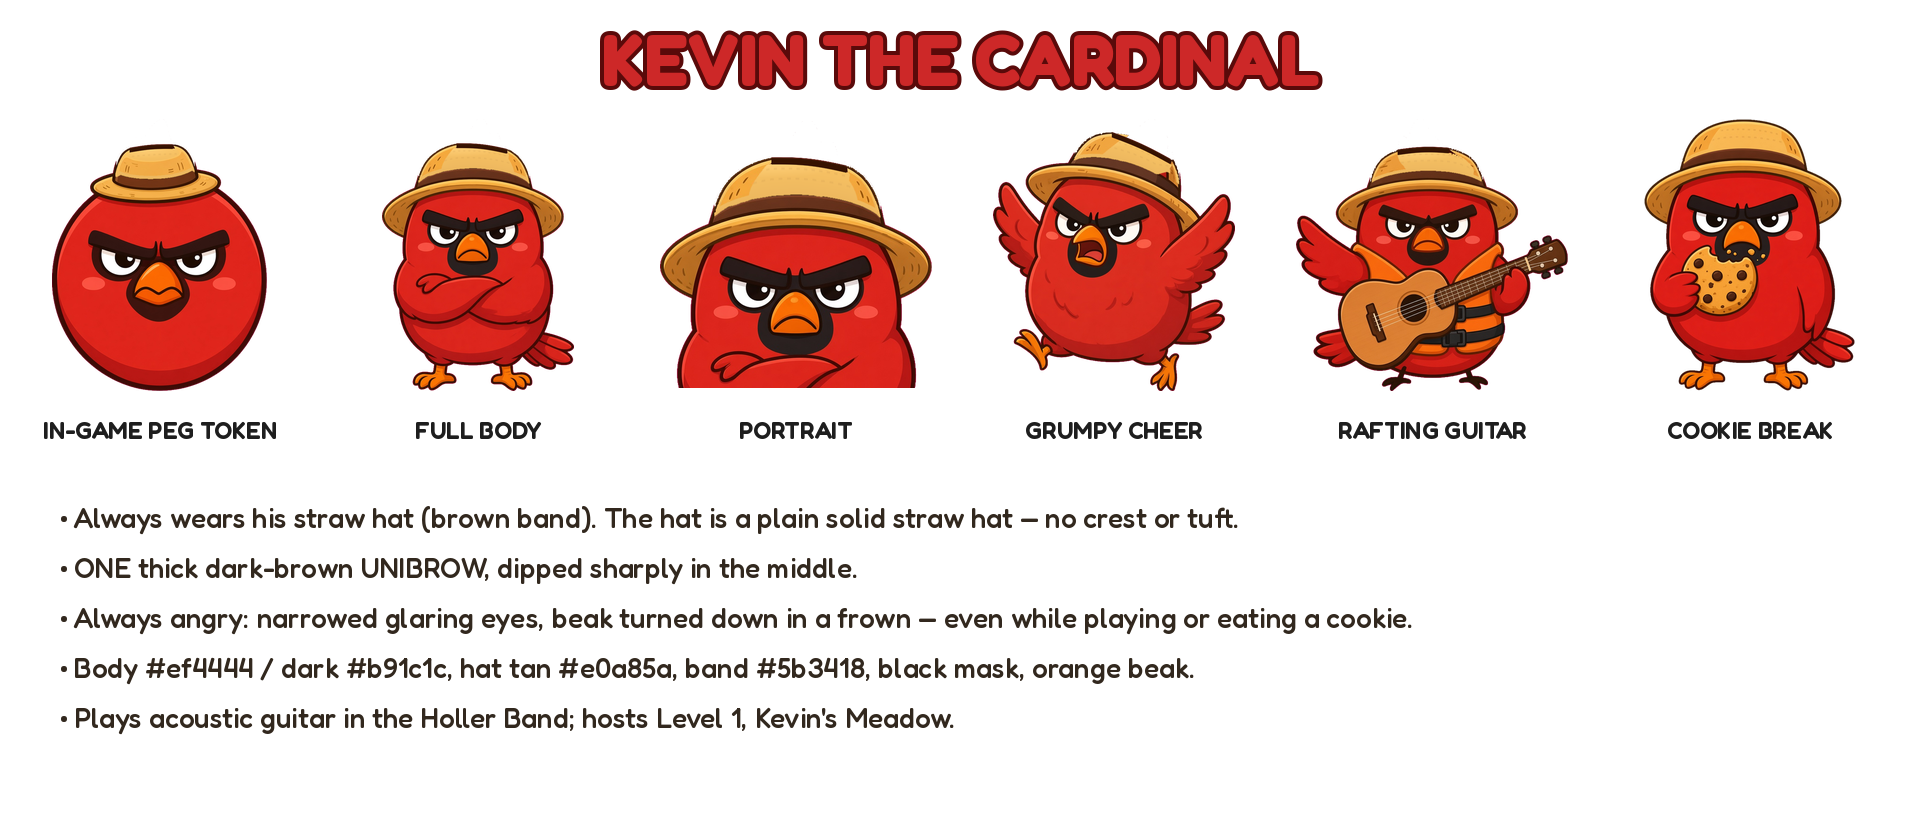 KEVIN THE CARDINAL
IN-GAME PEG TOKEN
FULL BODY
PORTRAIT
GRUMPY CHEER
RAFTING GUITAR
COOKIE BREAK
• Always wears his straw hat (brown band). The hat is a plain solid straw hat — no crest or tuft.
• ONE thick dark-brown UNIBROW, dipped sharply in the middle.
• Always angry: narrowed glaring eyes, beak turned down in a frown — even while playing or eating a cookie.
• Body #ef4444 / dark #b91c1c, hat tan #e0a85a, band #5b3418, black mask, orange beak.
• Plays acoustic guitar in the Holler Band; hosts Level 1, Kevin's Meadow.